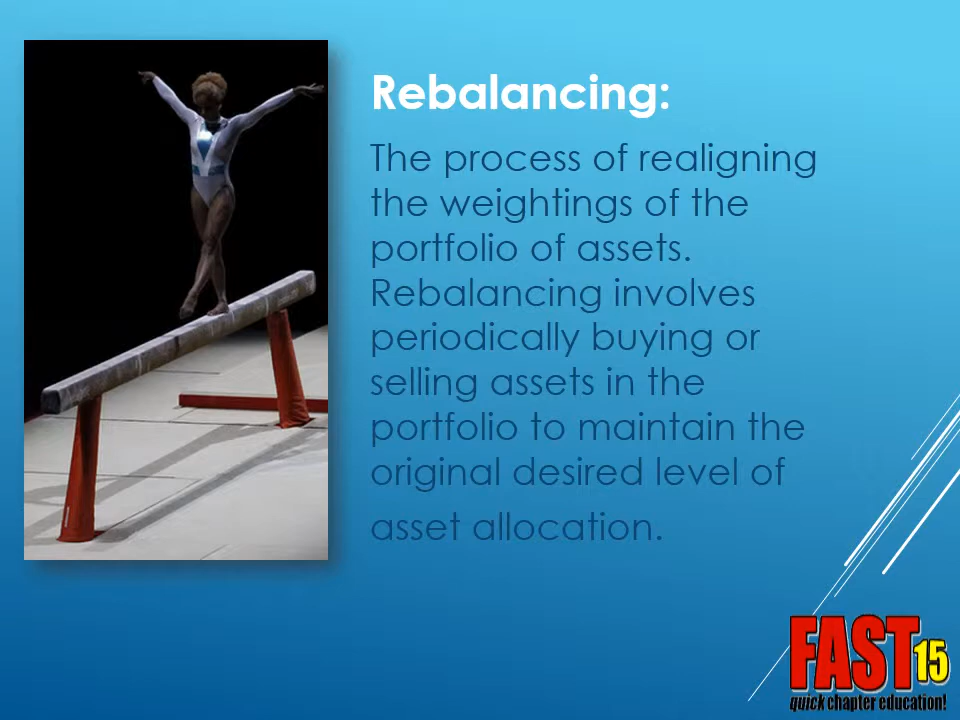 Rebalancing:
The process of realigning
the weightings of the
portfolio of assets.
Rebalancing involves
periodically buying or
selling assets in the
portfolio to maintain the
original desired level of
asset allocation.
FAST15
quick chapter education!